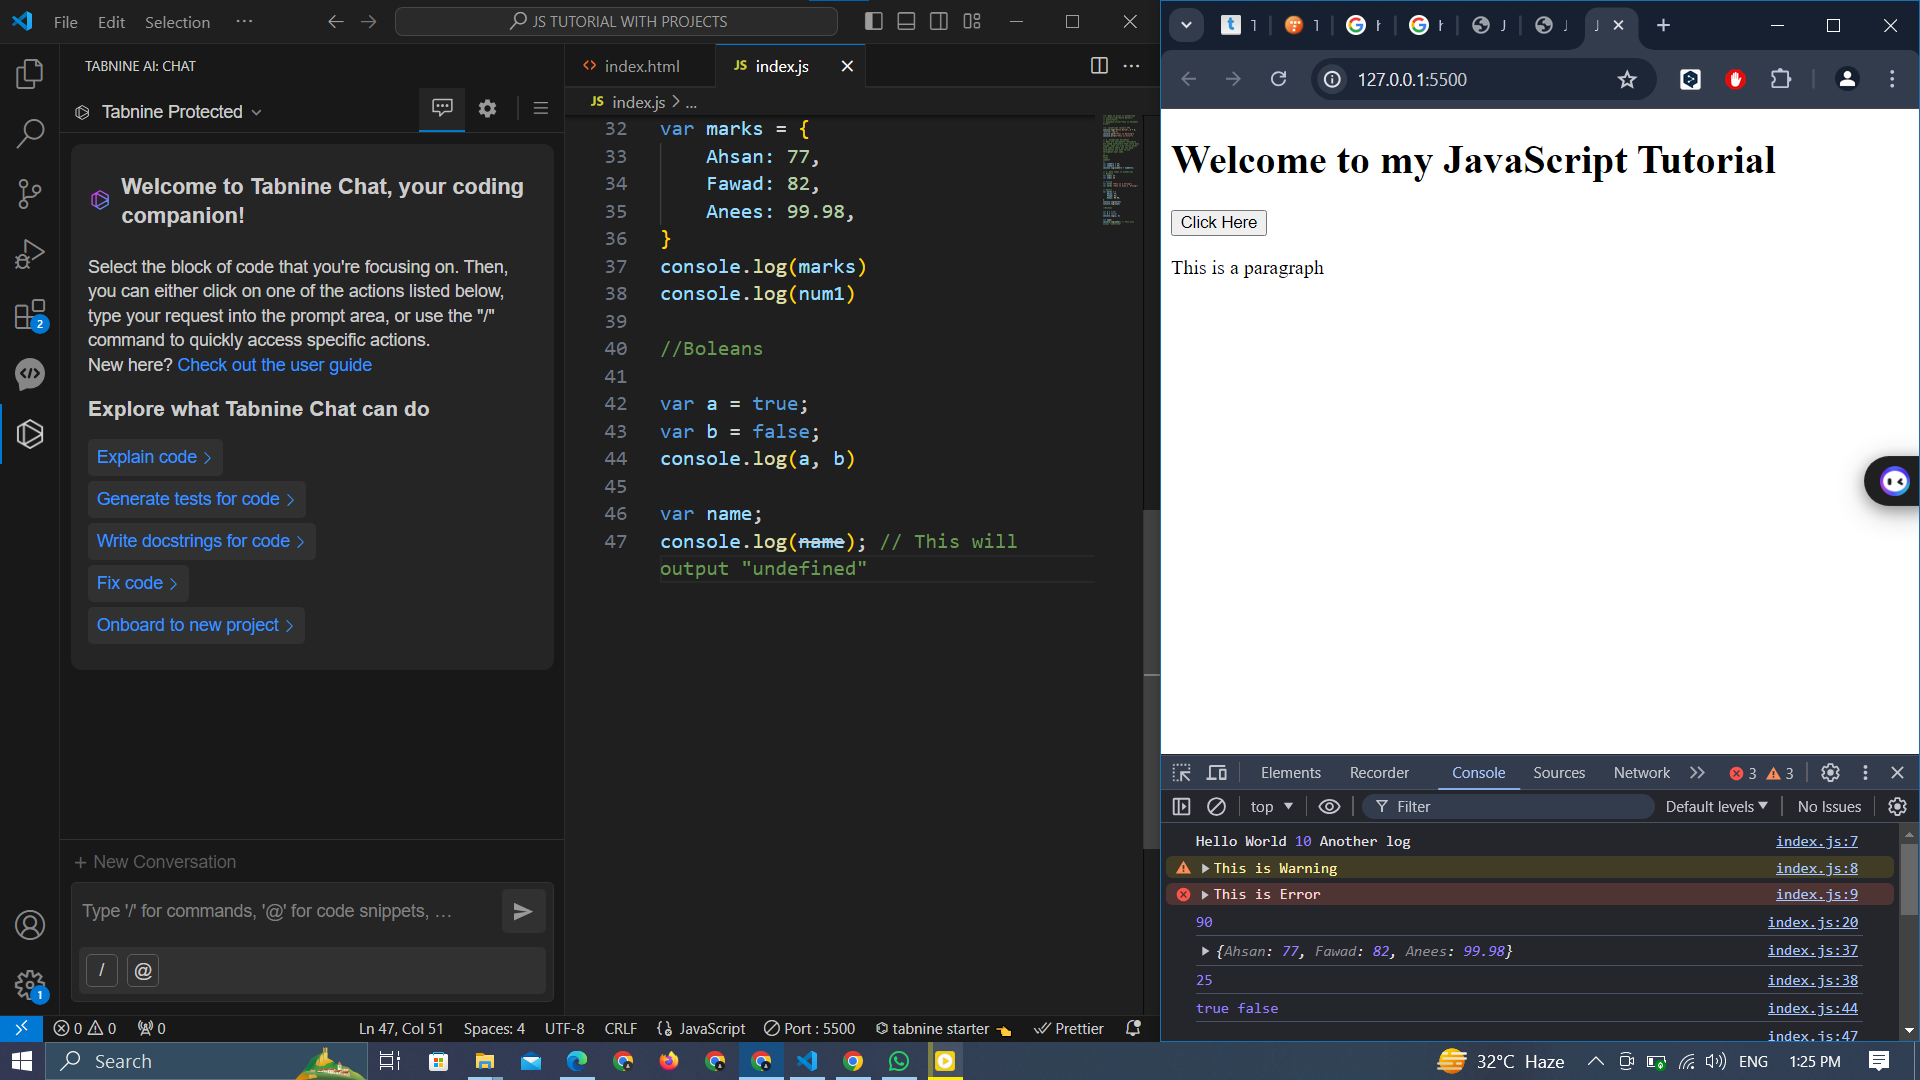 File Edit Selection ···
JS TUTORIAL WITH PROJECTS
TABNINE AI: CHAT
Tabnine Protected
Welcome to Tabnine Chat, your coding
companion!
Select the block of code that you're focusing on. Then,
you can either click on one of the actions listed below,
type your request into the prompt area, or use the "/"
command to quickly access specific actions.
New here? Check out the user guide
Explore what Tabnine Chat can do
Explain code
Generate tests for code
Write docstrings for code
Fix code
Onboard to new project
+ New Conversation
Type '/' for commands, '@' for code snippets, …
/ @
2
1
<> index.html
JS index.js
JS index.js > ...
32 var marks = {
33 Ahsan: 77,
34 Fawad: 82,
35 Anees: 99.98,
36 }
37 console.log(marks)
38 console.log(num1)
39
40 //Boleans
41
42 var a = true;
43 var b = false;
44 console.log(a, b)
45
46 var name;
47 console.log(name); // This will
output "undefined"
0 0 0
Ln 47, Col 51 Spaces: 4 UTF-8 CRLF {} JavaScript Port : 5500 tabnine starter Prettier
127.0.0.1:5500
Welcome to my JavaScript Tutorial
Click Here
This is a paragraph
Elements Recorder Console Sources Network 3 3
top Filter Default levels No Issues
Hello World 10 Another log index.js:7
This is Warning index.js:8
This is Error index.js:9
90 index.js:20
{Ahsan: 77, Fawad: 82, Anees: 99.98} index.js:37
25 index.js:38
true false index.js:44
index.js:47
Search
32°C Haze ENG 1:25 PM